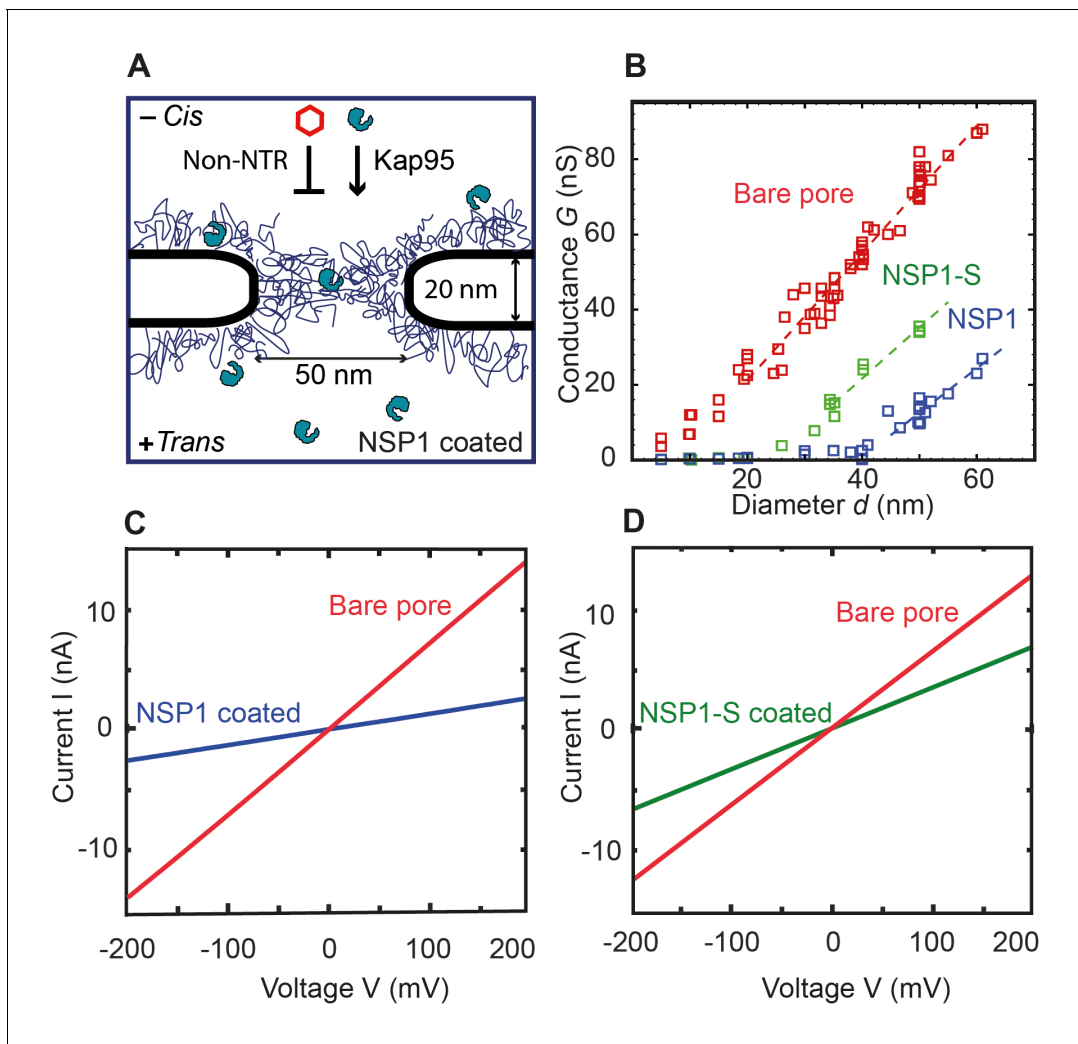 A
– Cis
Non-NTR
Kap95
20 nm
50 nm
+Trans
NSP1 coated
B
Conductance G (nS)
80
60
40
20
0
Bare pore
NSP1-S
NSP1
20
40
60
Diameter d (nm)
C
Current I (nA)
10
0
-10
Bare pore
NSP1 coated
-200
-100
0
100
200
Voltage V (mV)
D
Current I (nA)
10
0
-10
Bare pore
NSP1-S coated
-200
-100
0
100
200
Voltage V (mV)